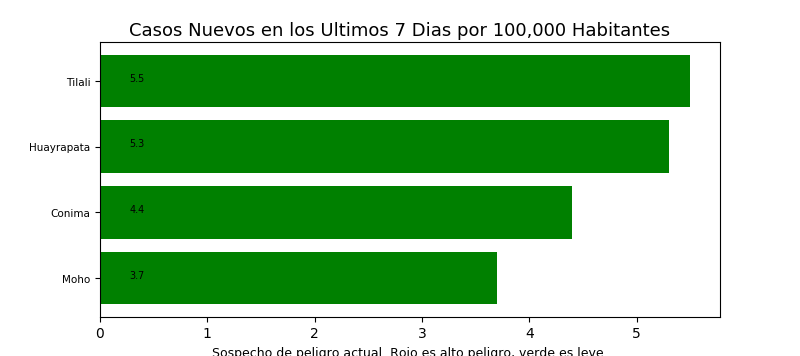 Casos Nuevos en los Ultimos 7 Dias por 100,000 Habitantes
Tilali
5.5
Huayrapata
5.3
Conima
4.4
Moho
3.7
0 1 2 3 4 5
Sospecho de peligro actual. Rojo es alto peligro, verde es leve